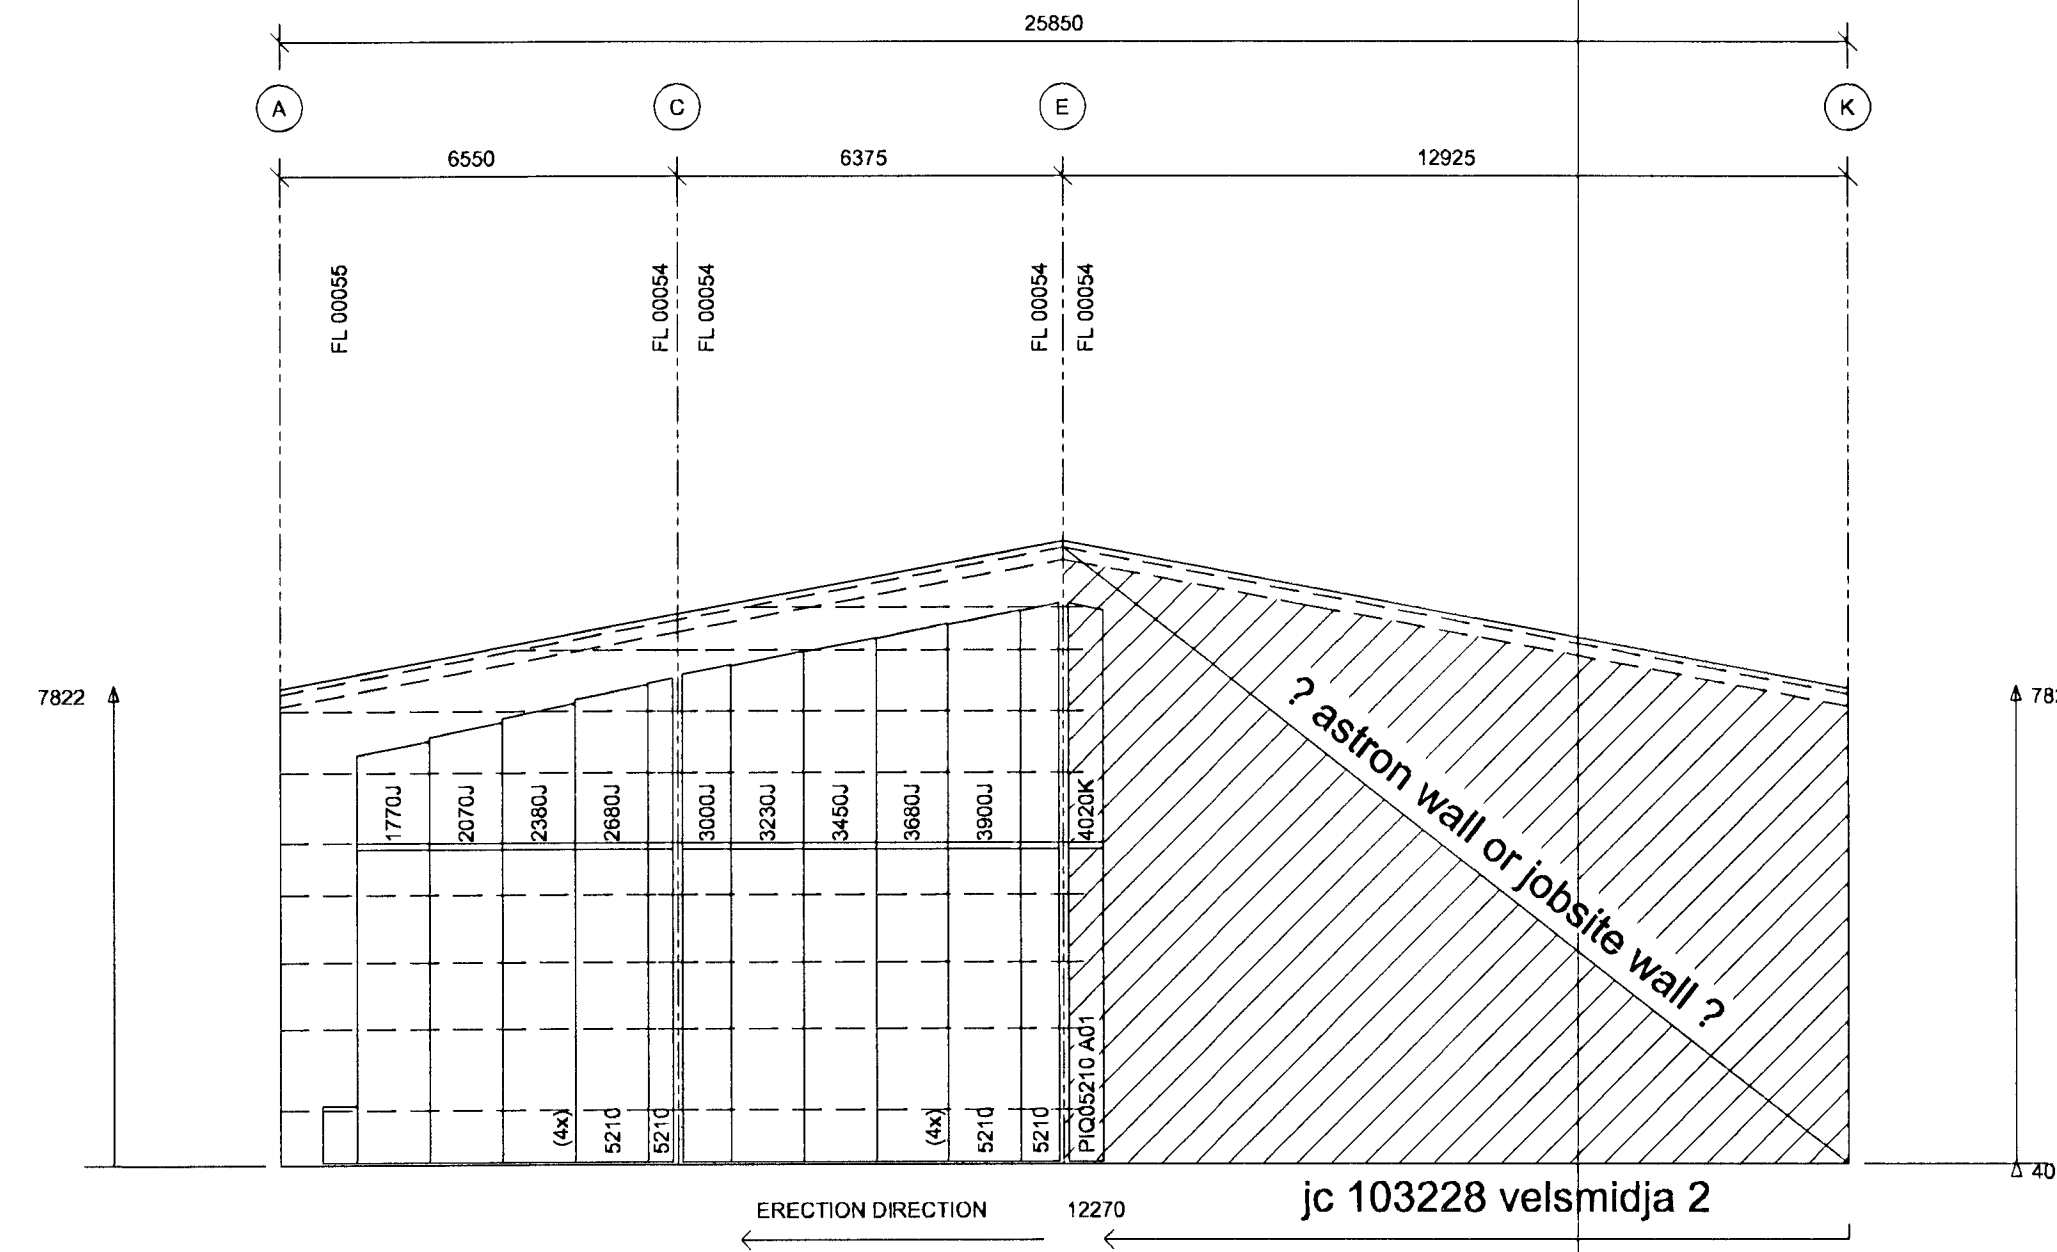 25850
A
C
E
K
6550
6375
12925
FL 00055
FL 00054
FL 00054
FL 00054
FL 00054
7822
1770J
2070J
2380J
2680J
3000J
3230J
3450J
3680J
3900J
4020K
? astron wall or jobsite wall ?
(4x)
5210
5210
(4x)
5210
5210
PIQ05210 A01
40
ERECTION DIRECTION
12270
jc 103228 velsmidja 2